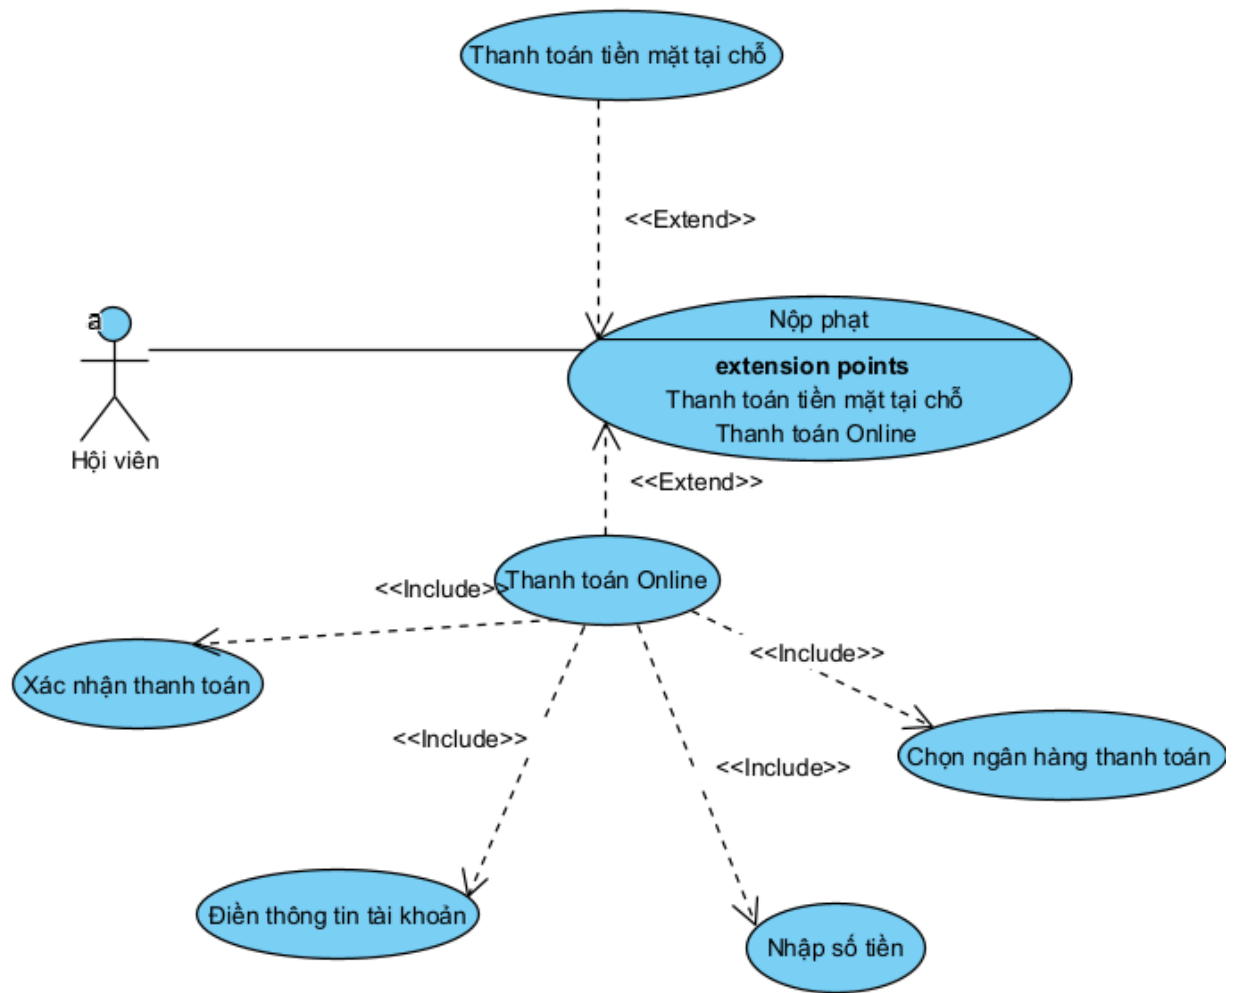 Thanh toán tiền mặt tại chỗ
<<Extend>>
a
Hội viên
Nộp phạt
extension points
Thanh toán tiền mặt tại chỗ
Thanh toán Online
<<Extend>>
Thanh toán Online
<<Include>>
Xác nhận thanh toán
<<Include>>
Chọn ngân hàng thanh toán
<<Include>>
<<Include>>
Điền thông tin tài khoản
Nhập số tiền